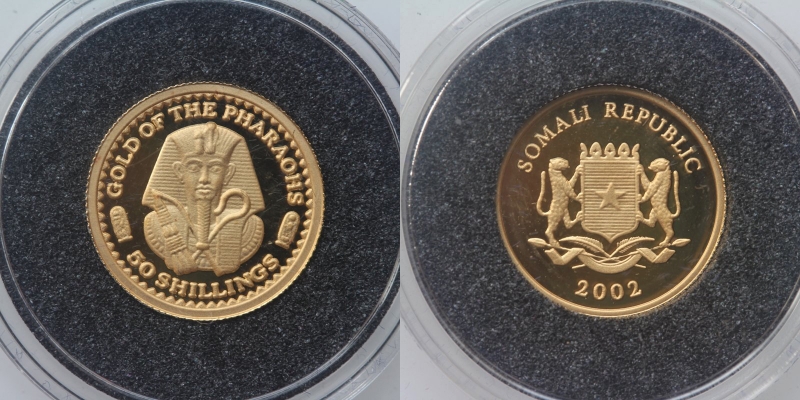 GOLD OF THE PHARAOHS
50 SHILLINGS
SOMALI REPUBLIC
2002